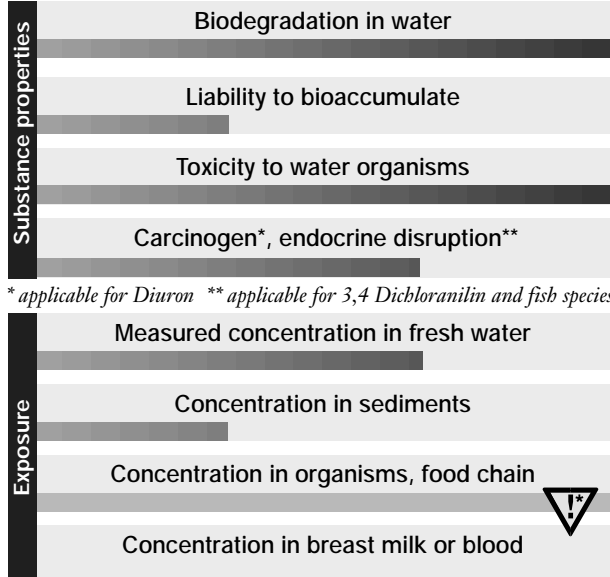 Substance properties
Biodegradation in water
Liability to bioaccumulate
Toxicity to water organisms
Carcinogen*, endocrine disruption**
* applicable for Diuron ** applicable for 3,4 Dichloranilin and fish species
Exposure
Measured concentration in fresh water
Concentration in sediments
Concentration in organisms, food chain
!*
Concentration in breast milk or blood